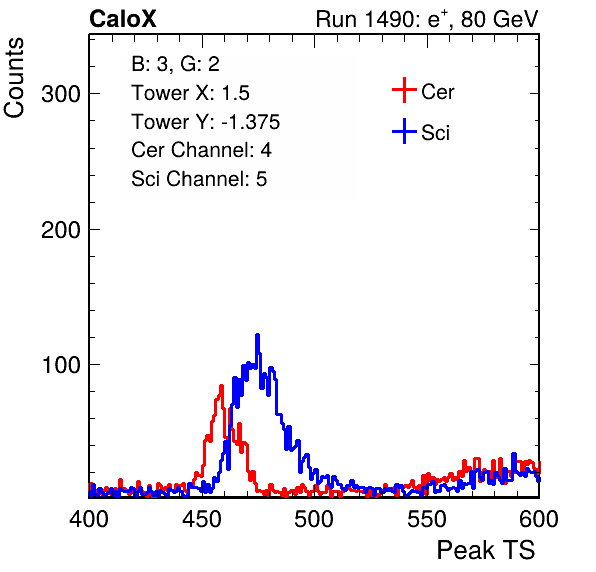 CaloX Run 1490: e⁺, 80 GeV
Counts
B: 3, G: 2
Tower X: 1.5
Tower Y: -1.375
Cer Channel: 4
Sci Channel: 5
Cer
Sci
300
200
100
400 450 500 550 600
Peak TS